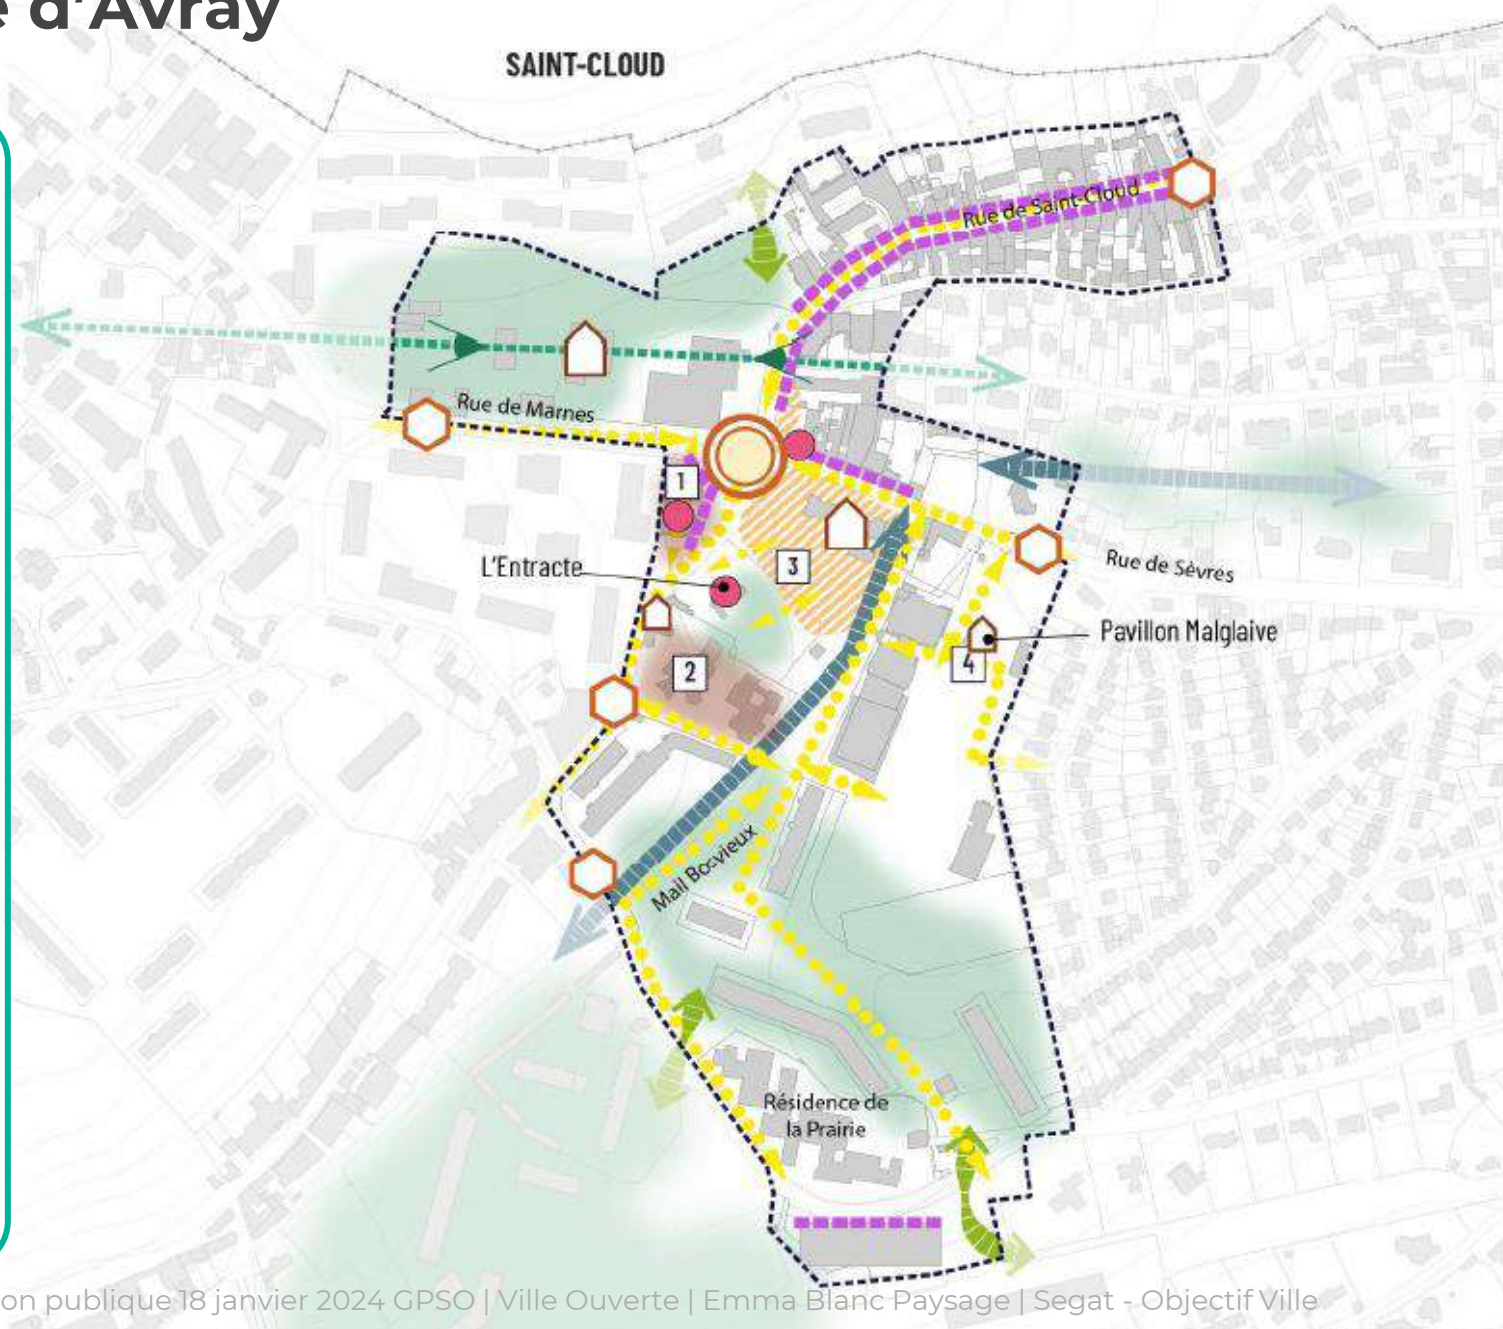 e d'Avray
SAINT-CLOUD
Rue de Saint-Cloud
Rue de Marnes
1
L'Entracte
3
Rue de Sèvres
2
Pavillon Malglaive
4
Mail Bocvieux
Résidence de
la Prairie
on publique 18 janvier 2024 GPSO | Ville Ouverte | Emma Blanc Paysage | Segat - Objectif Ville